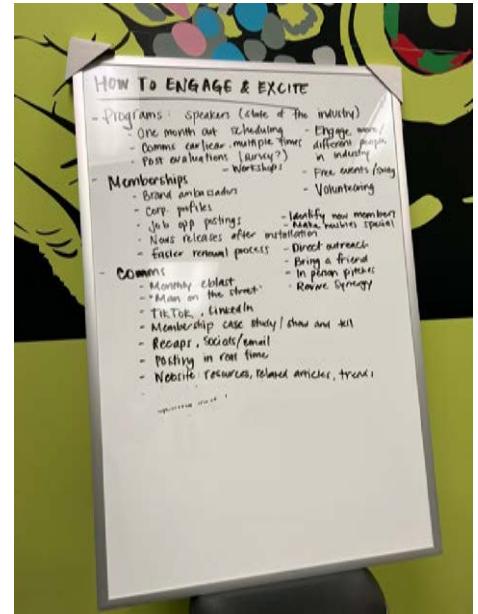 HOW TO ENGAGE & EXCITE
- Programs: speakers (state of the industry)
- One month out scheduling
- Comms earlier, multiple times
- Post evaluations (survey?)
- Workshops
- Engage more/
different people
in industry
- Free events/swag
- Volunteering
- Memberships
- Brand ambassadors
- Corp. profiles
- Job opp postings
- News releases after installation
- Easier renewal process
- Identify new members
- Make newbies special
- Direct outreach
- Bring a friend
- In person pitches
- Revive Synergy
- Comms
- Monthly eblast
- "Man on the street"
- TikTok, LinkedIn
- Membership case study/show and tell
- Recaps, socials/email
- Posting in real time
- Website: resources, related articles, trends